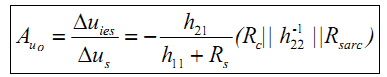 A_{u_o} = \frac{\Delta u_{ies}}{\Delta u_s} = -\frac{h_{21}}{h_{11} + R_s} (R_c || h_{22}^{-1} || R_{sarc})